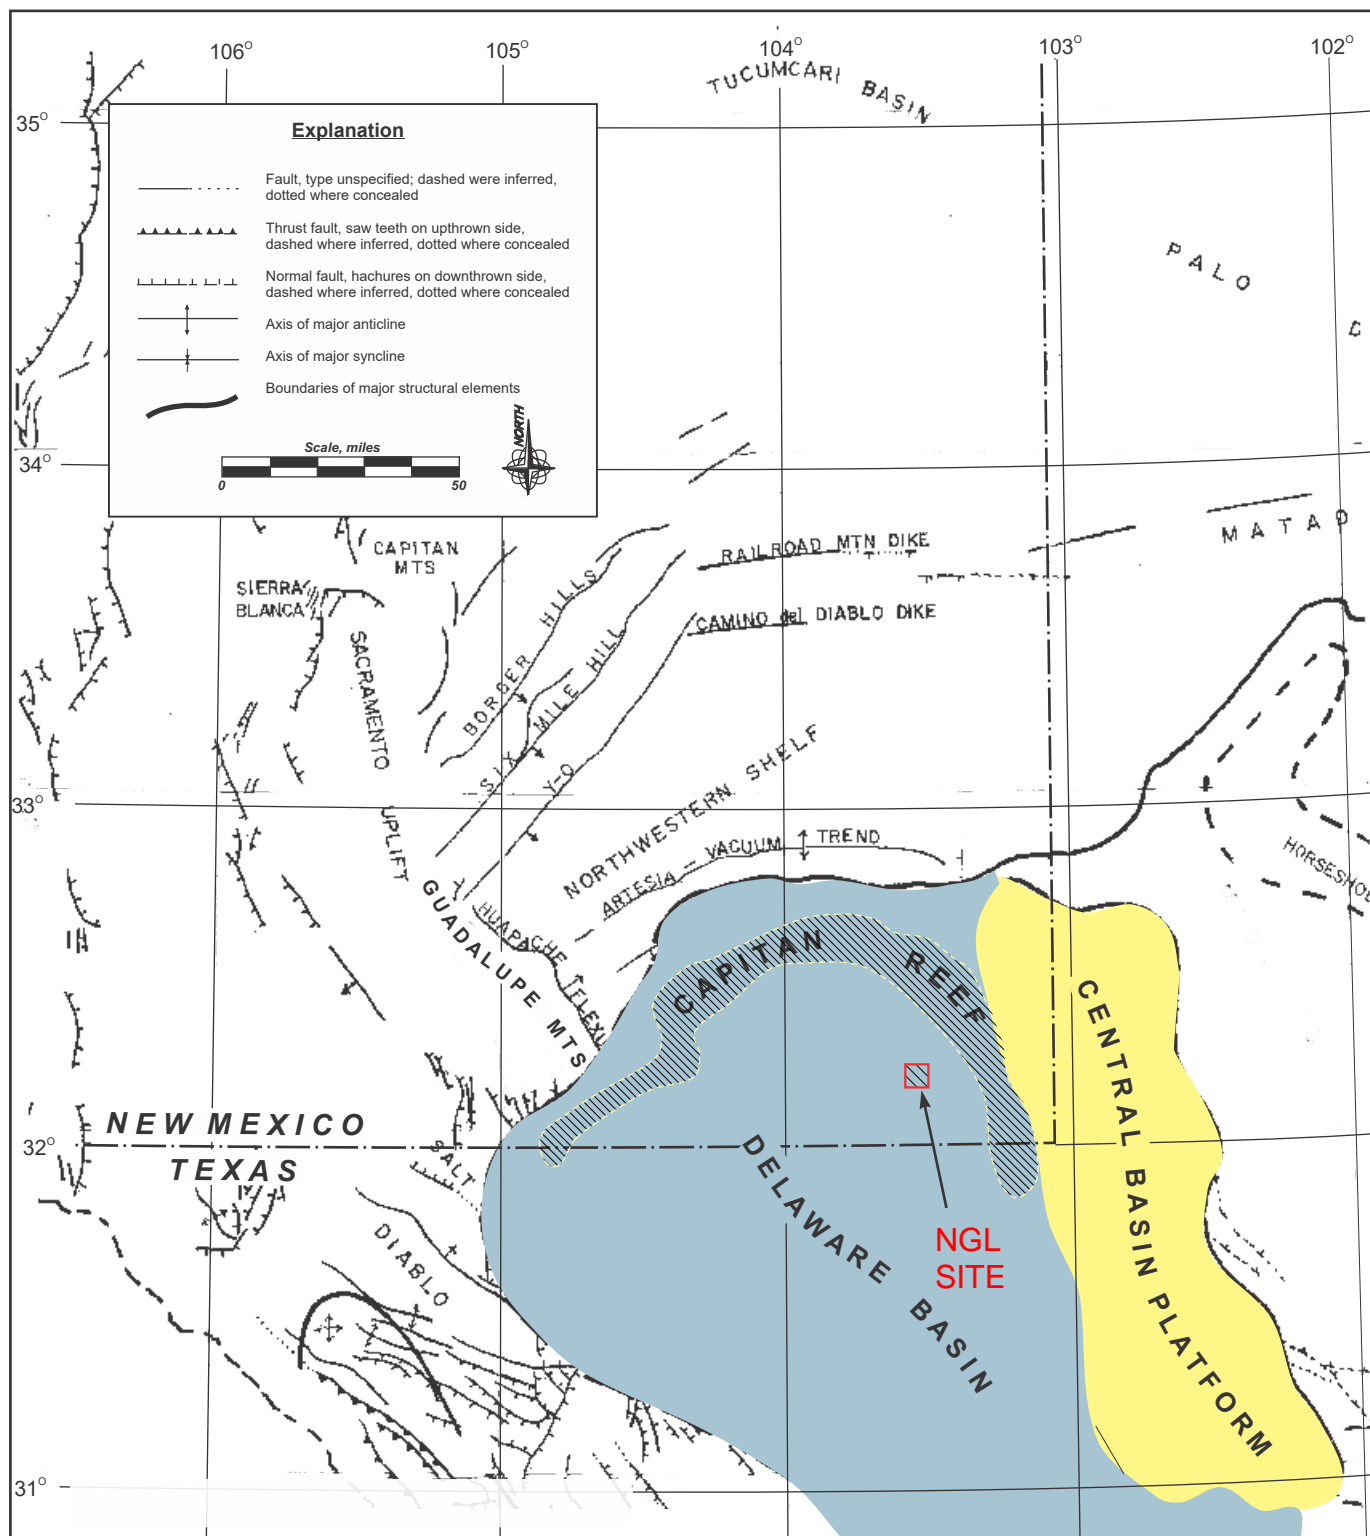 106° 105° 104° 103° 102°
TUCUMCARI BASIN
35°
Explanation
Fault, type unspecified; dashed were inferred,
dotted where concealed
Thrust fault, saw teeth on upthrown side,
dashed where inferred, dotted where concealed
Normal fault, hachures on downthrown side,
dashed where inferred, dotted where concealed
Axis of major anticline
Axis of major syncline
Boundaries of major structural elements
NORTH
Scale, miles
0 50
PALO
D
34°
MATAD
CAPITAN
MTS
RAILROAD MTN DIKE
SIERRA
BLANCA
CAMINO del DIABLO DIKE
SACRAMENTO
UPLIFT
BORDER HILLS
SIX MILE HILL
Y-O
33°
NORTHWESTERN SHELF
ARTESIA - VACUUM TREND
HORSESHOE
GUADALUPE MTS
HUAPACHE FLEXU
CAPITAN REEF
CENTRAL BASIN PLATFORM
NEW MEXICO
32°
TEXAS
SALT
DIABLO
DELAWARE BASIN
NGL
SITE
31°